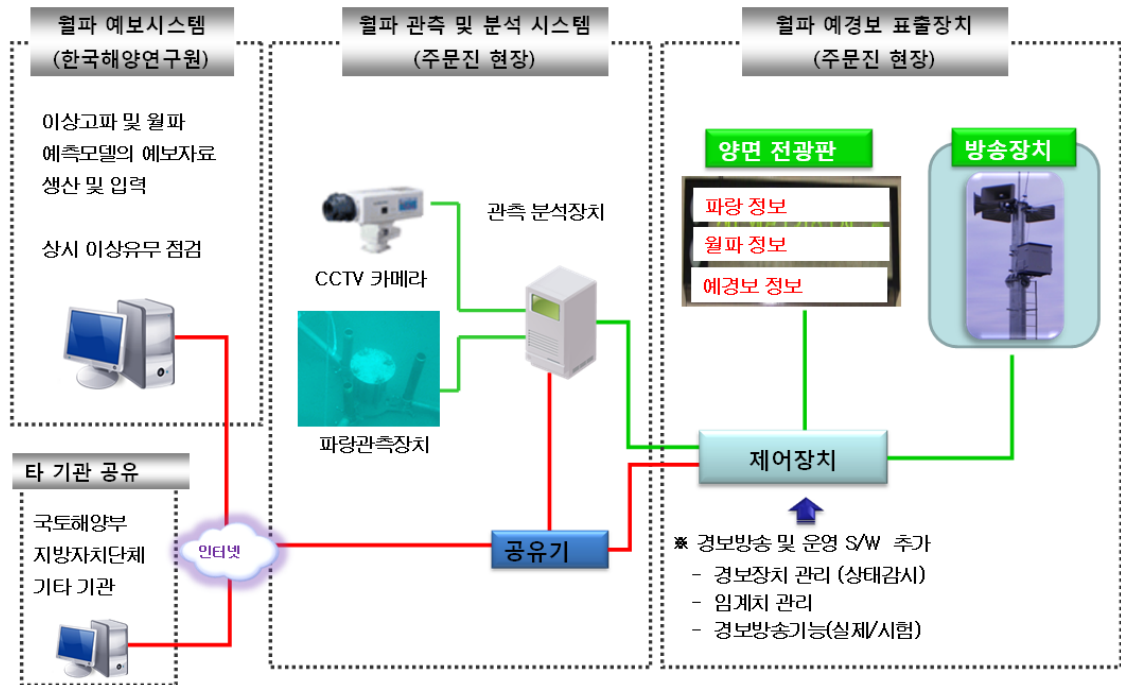 월파 예보시스템
(한국해양연구원)
이상고파 및 월파
예측모델의 예보자료
생산 및 입력
상시 이상유무 점검
타 기관 공유
국토해양부
지방자치단체
기타 기관
인터넷
월파 관측 및 분석 시스템
(주문진 현장)
CCTV 카메라
관측 분석장치
파랑관측장치
공유기
월파 예경보 표출장치
(주문진 현장)
양면 전광판
파랑 정보
월파 정보
예경보 정보
방송장치
제어장치
※ 경보방송 및 운영 S/W 추가
- 경보장치 관리 (상태감시)
- 임계치 관리
- 경보방송기능(실제/시험)